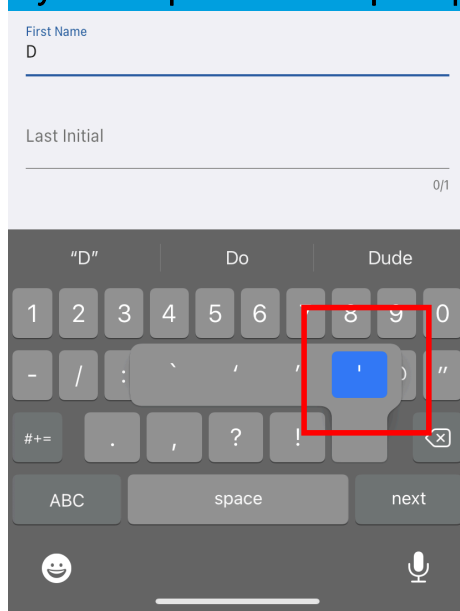 First Name
D
Last Initial
0/1
“D” Do Dude
1 2 3 4 5 6 8 9 0
- / : ` ‘ ’ ' ”
#+= . , ? !
ABC space next